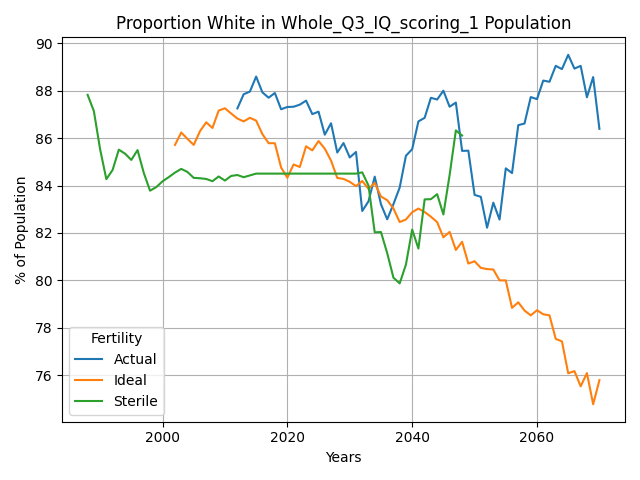 Proportion White in Whole_Q3_IQ_scoring_1 Population
90
88
86
84
82
80
78
76
% of Population
Fertility
Actual
Ideal
Sterile
2000
2020
2040
2060
Years